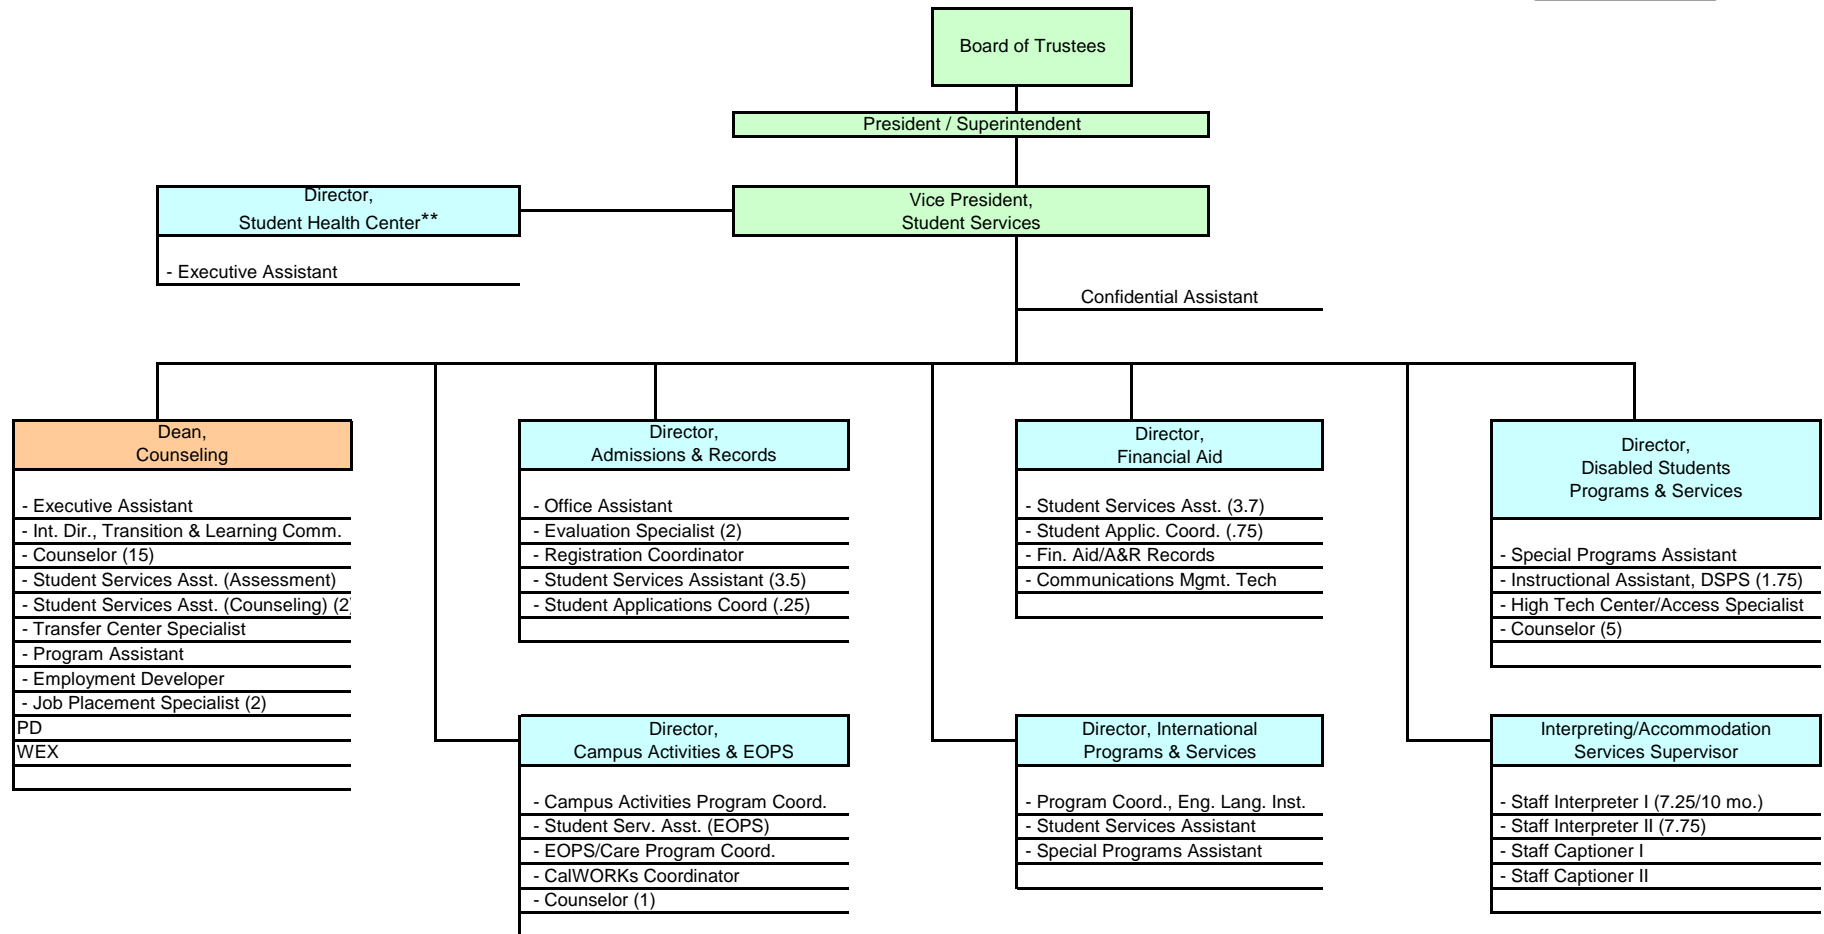 Board of Trustees
President / Superintendent
Director,
Student Health Center**
- Executive Assistant
Vice President,
Student Services
Confidential Assistant
Dean,
Counseling
- Executive Assistant
- Int. Dir., Transition & Learning Comm.
- Counselor (15)
- Student Services Asst. (Assessment)
- Student Services Asst. (Counseling) (2)
- Transfer Center Specialist
- Program Assistant
- Employment Developer
- Job Placement Specialist (2)
PD
WEX
Director,
Admissions & Records
- Office Assistant
- Evaluation Specialist (2)
- Registration Coordinator
- Student Services Assistant (3.5)
- Student Applications Coord (.25)
Director,
Financial Aid
- Student Services Asst. (3.7)
- Student Applic. Coord. (.75)
- Fin. Aid/A&R Records
- Communications Mgmt. Tech
Director,
Disabled Students
Programs & Services
- Special Programs Assistant
- Instructional Assistant, DSPS (1.75)
- High Tech Center/Access Specialist
- Counselor (5)
Director,
Campus Activities & EOPS
- Campus Activities Program Coord.
- Student Serv. Asst. (EOPS)
- EOPS/Care Program Coord.
- CalWORKs Coordinator
- Counselor (1)
Director, International
Programs & Services
- Program Coord., Eng. Lang. Inst.
- Student Services Assistant
- Special Programs Assistant
Interpreting/Accommodation
Services Supervisor
- Staff Interpreter I (7.25/10 mo.)
- Staff Interpreter II (7.75)
- Staff Captioner I
- Staff Captioner II